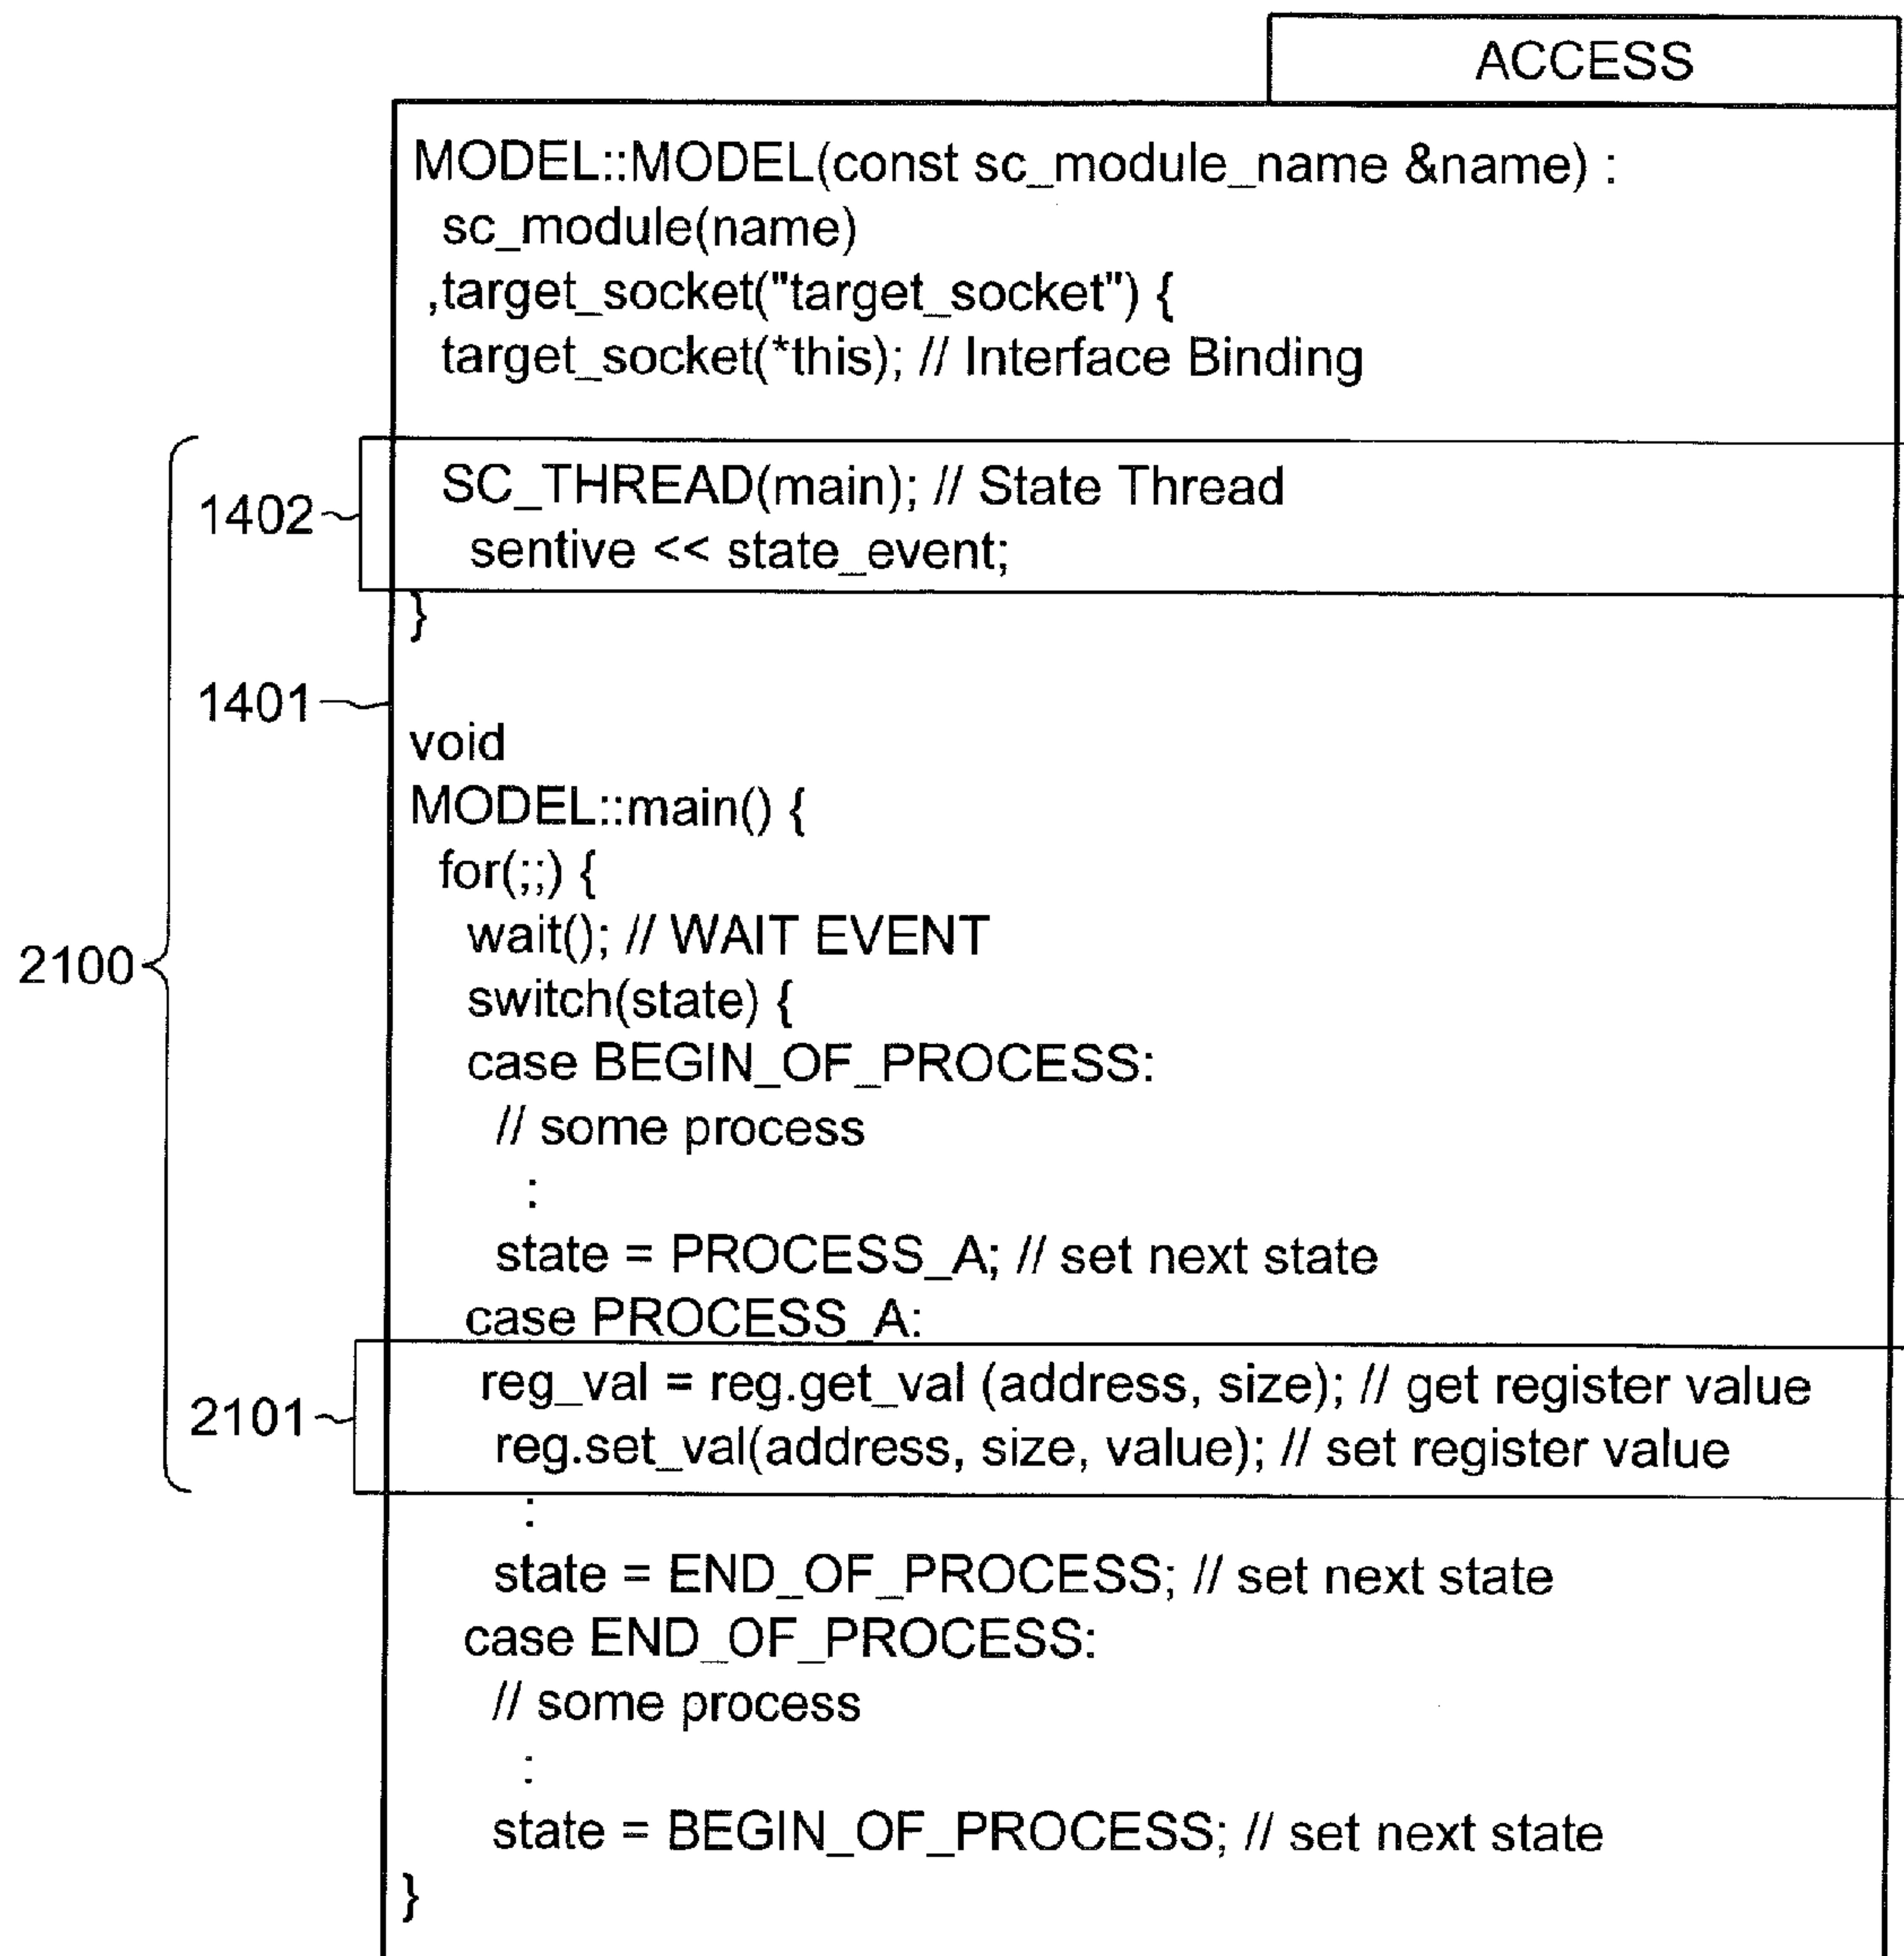 ACCESS
MODEL::MODEL(const sc_module_name &name) :
sc_module(name)
,target_socket("target_socket") {
target_socket(*this); // Interface Binding
1402
SC_THREAD(main); // State Thread
sentive << state_event;
}
1401
void
MODEL::main() {
for(;;) {
2100
wait(); // WAIT EVENT
switch(state) {
case BEGIN_OF_PROCESS:
// some process
:
state = PROCESS_A; // set next state
case PROCESS_A:
2101
reg_val = reg.get_val (address, size); // get register value
reg.set_val(address, size, value); // set register value
:
state = END_OF_PROCESS; // set next state
case END_OF_PROCESS:
// some process
:
state = BEGIN_OF_PROCESS; // set next state
}